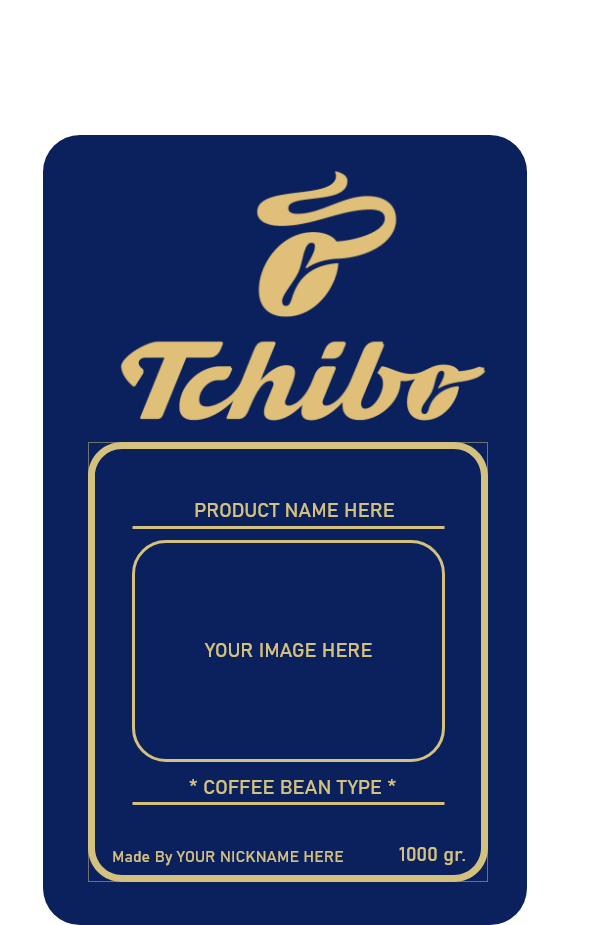 Tchibo
PRODUCT NAME HERE
YOUR IMAGE HERE
* COFFEE BEAN TYPE *
Made By YOUR NICKNAME HERE
1000 gr.